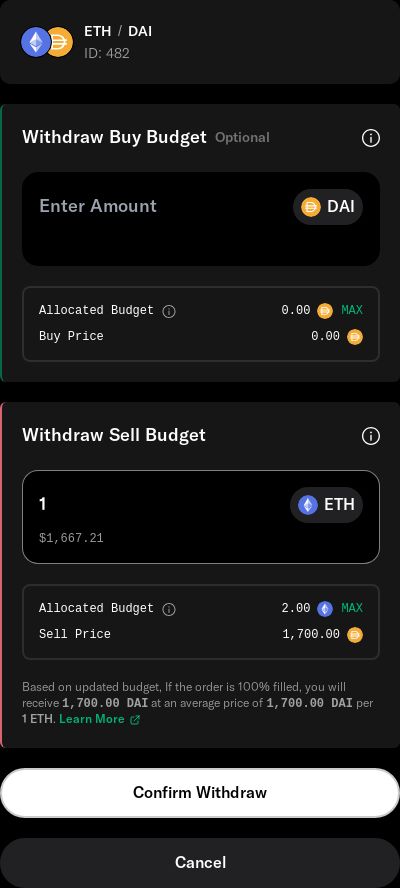 ETH / DAI
ID: 482
Withdraw Buy Budget Optional
Enter Amount DAI
Allocated Budget 0.00 MAX
Buy Price 0.00
Withdraw Sell Budget
1 ETH
$1,667.21
Allocated Budget 2.00 MAX
Sell Price 1,700.00
Based on updated budget, If the order is 100% filled, you will
receive 1,700.00 DAI at an average price of 1,700.00 DAI per
1 ETH. Learn More
Confirm Withdraw
Cancel